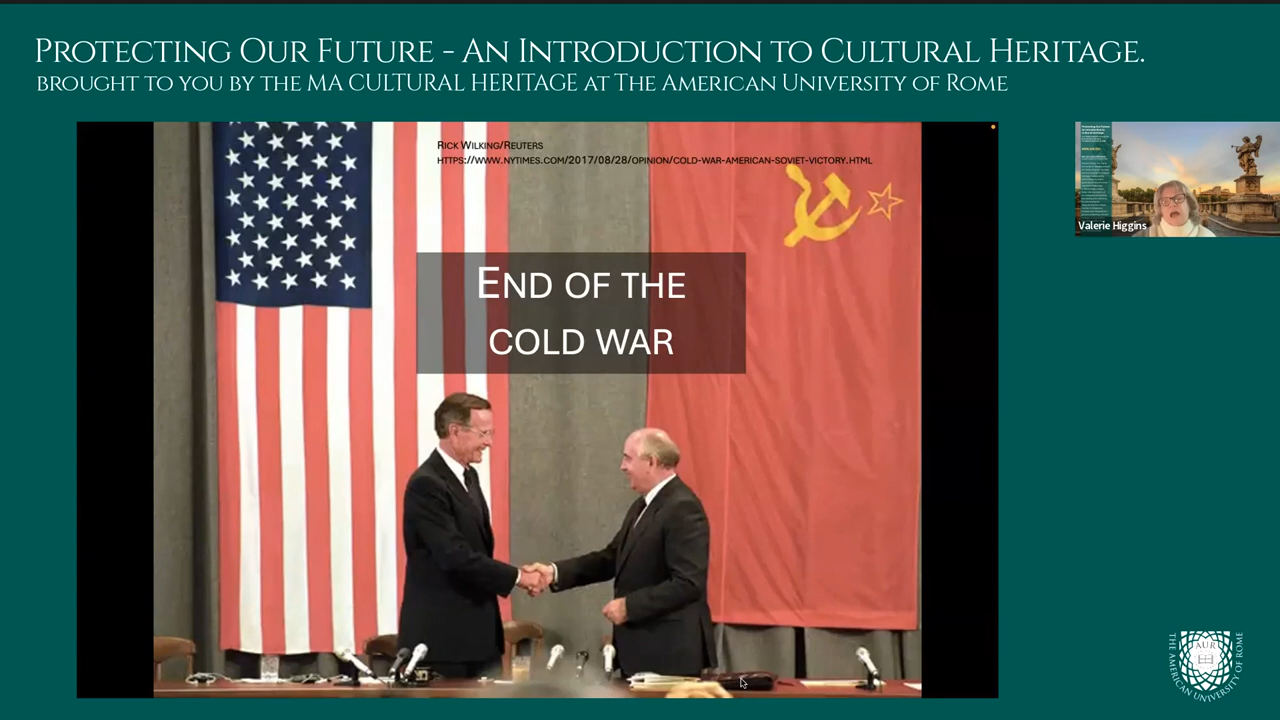 PROTECTING OUR FUTURE - AN INTRODUCTION TO CULTURAL HERITAGE.
BROUGHT TO YOU BY THE MA CULTURAL HERITAGE AT THE AMERICAN UNIVERSITY OF ROME
RICK WILKING/REUTERS
HTTPS://WWW.NYTIMES.COM/2017/08/28/OPINION/COLD-WAR-AMERICAN-SOVIET-VICTORY.HTML
END OF THE
COLD WAR
Valerie Higgins
AUR
THE AMERICAN UNIVERSITY OF ROME